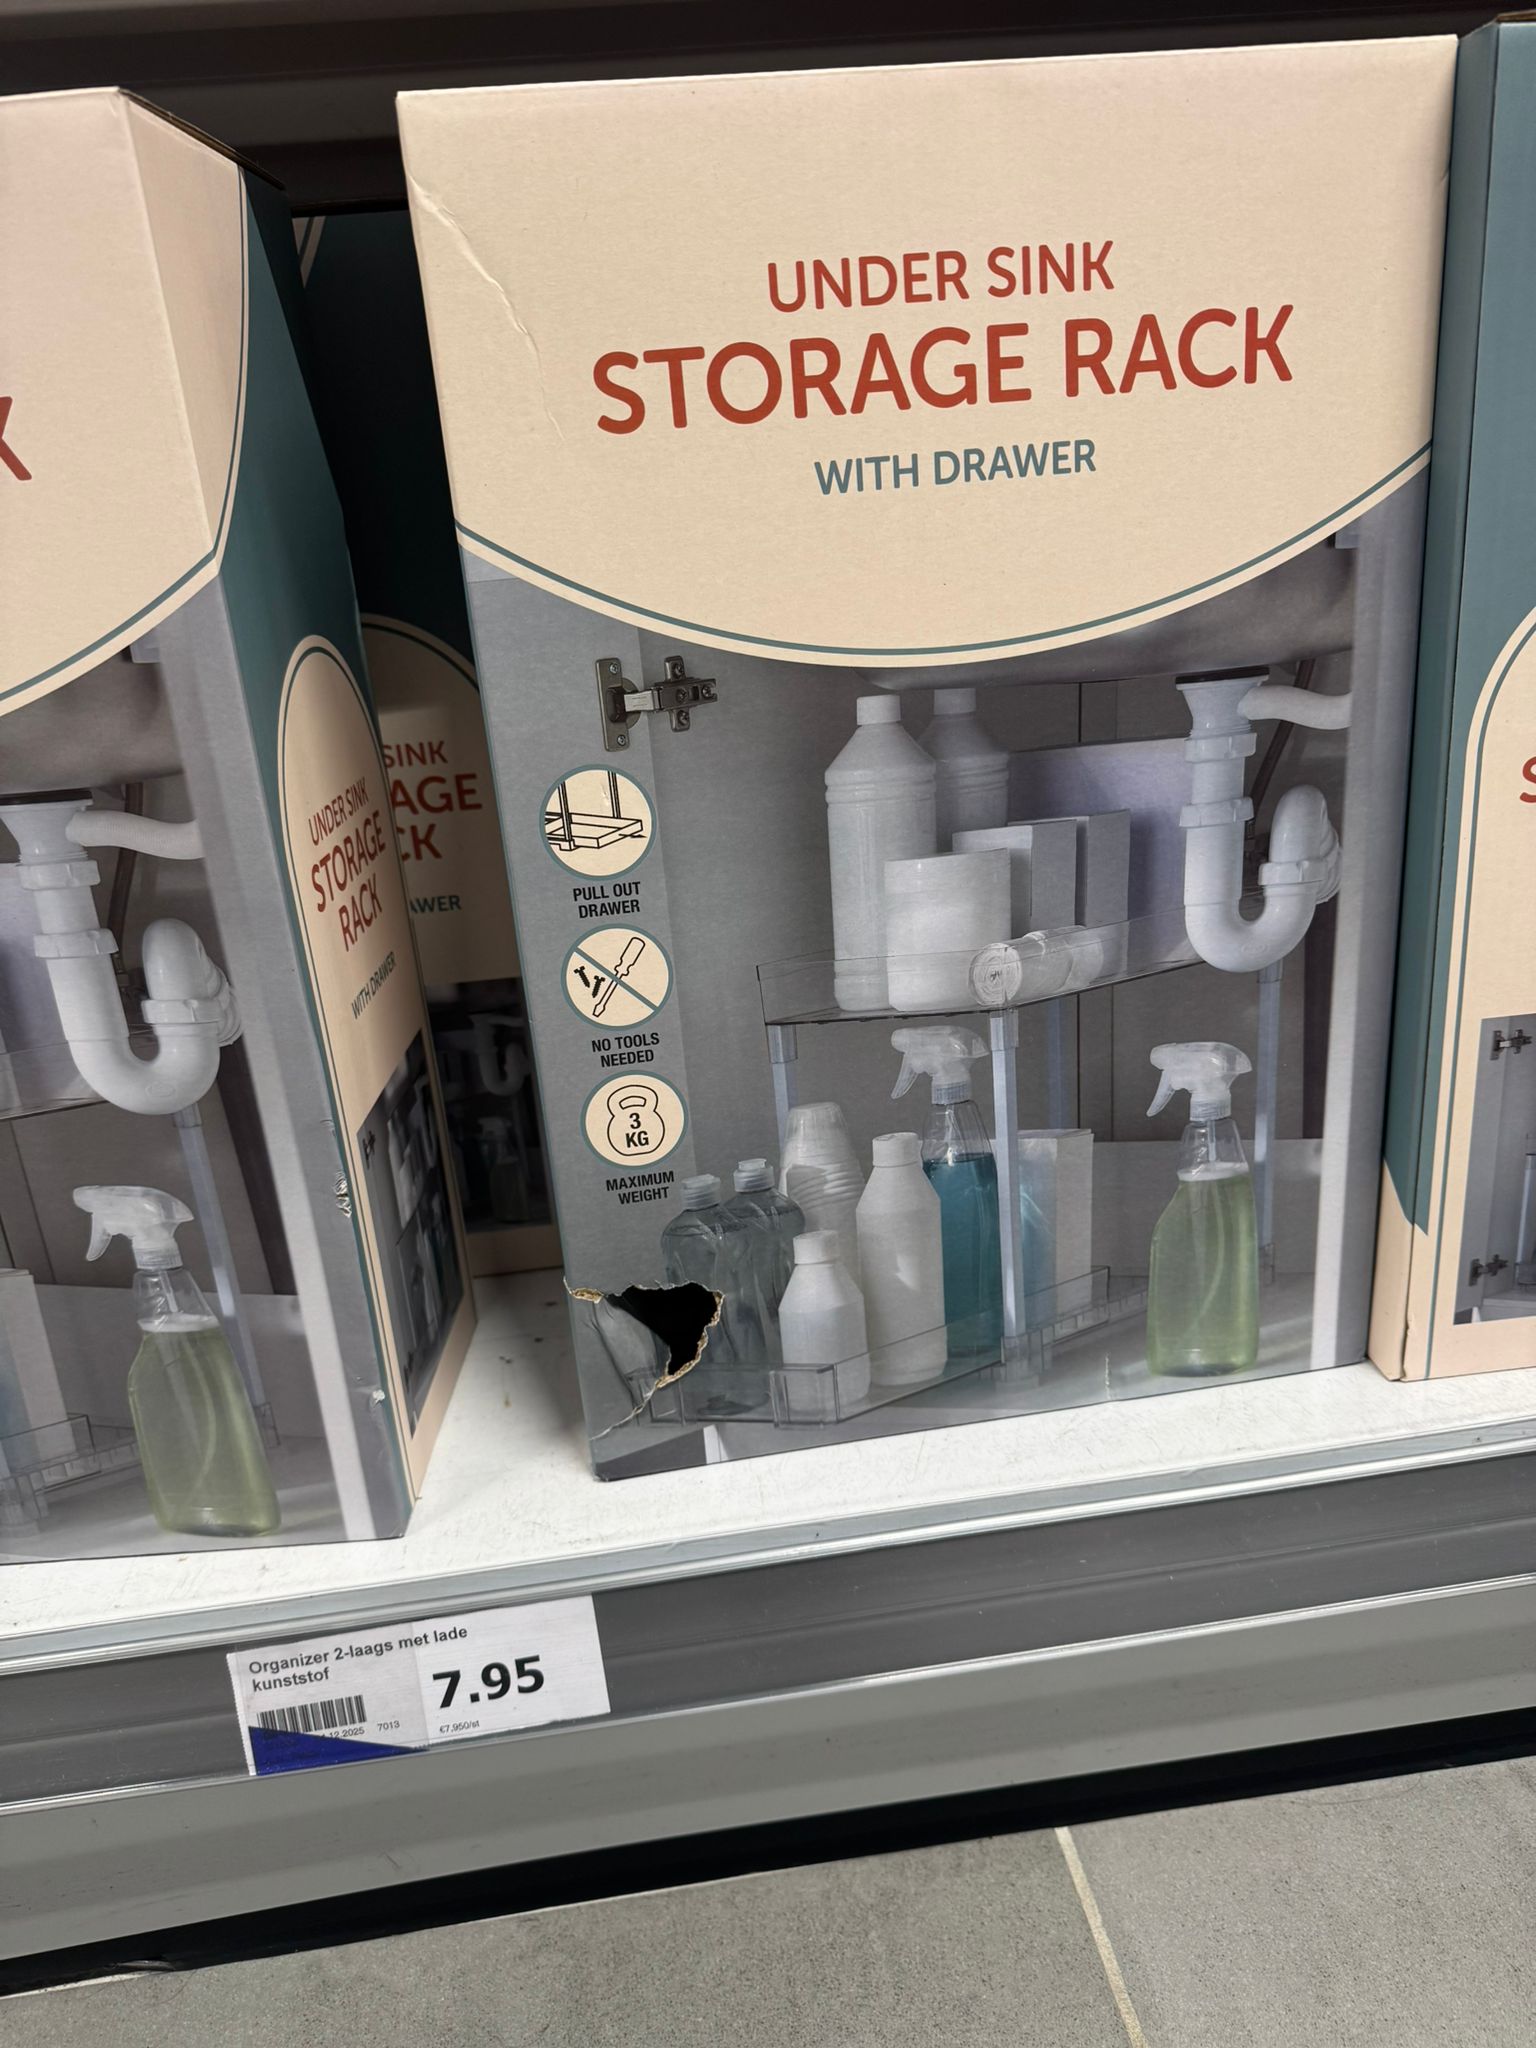 UNDER SINK
STORAGE RACK
WITH DRAWER
PULL OUT
DRAWER
NO TOOLS
NEEDED
3
KG
MAXIMUM
WEIGHT
K
UNDER SINK
STORAGE
RACK
WITH DRAWER
SINK
AGE
CK
AWER
S
Organizer 2-laags met lade
kunststof
7.95
.12.2025 7013
€7,950/st